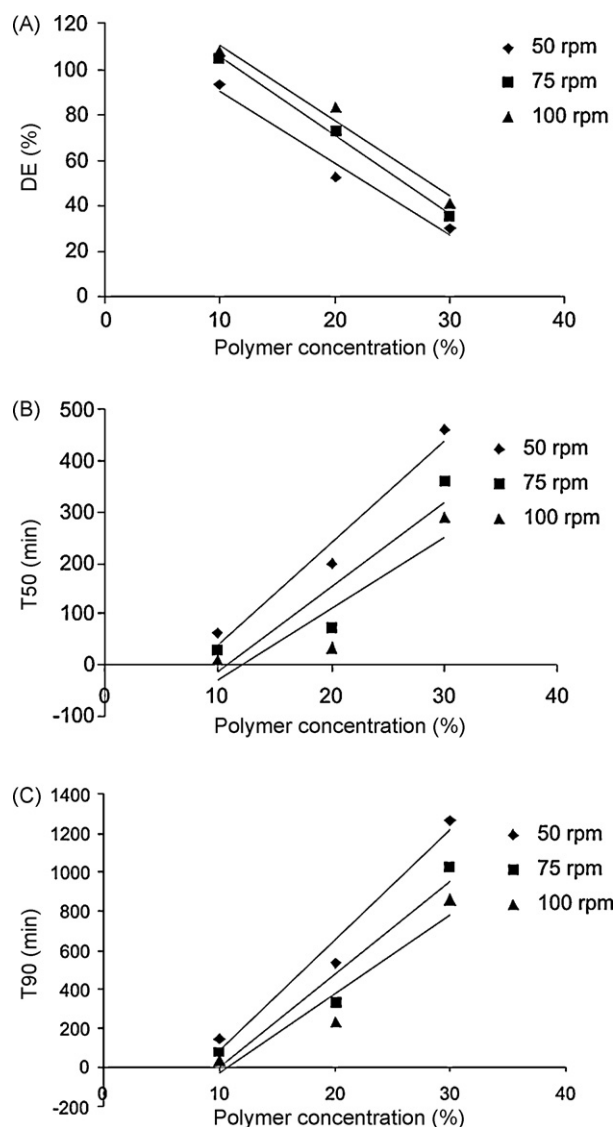 (A)
120
100
80
60
40
20
0
DE (%)
0 10 20 30 40
Polymer concentration (%)
50 rpm
75 rpm
100 rpm
(B)
500
400
300
200
100
0
-100
T50 (min)
0 10 20 30 40
Polymer concentration (%)
50 rpm
75 rpm
100 rpm
(C)
1400
1200
1000
800
600
400
200
0
-200
T90 (min)
0 10 20 30 40
Polymer concentration (%)
50 rpm
75 rpm
100 rpm